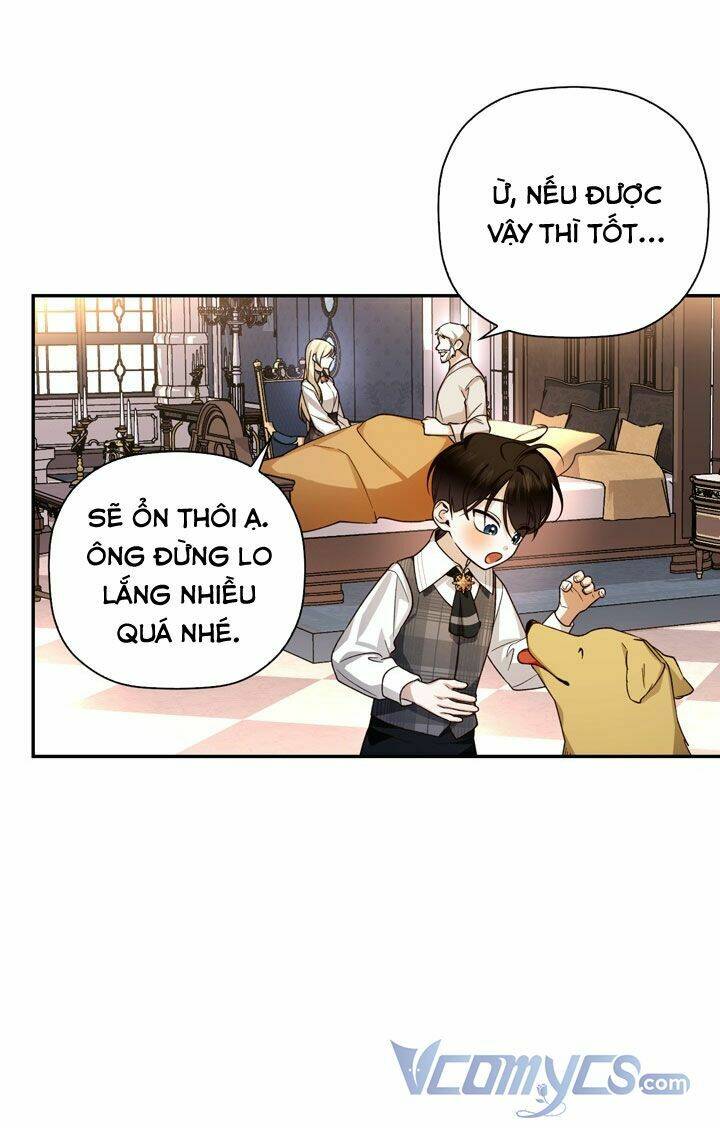 Ừ, NẾU ĐƯỢC
VẬY THÌ TỐT...
SẼ ỔN THÔI Ạ.
ÔNG ĐỪNG LO
LẮNG NHIỀU
QUÁ NHÉ.
VCOMYCS.com